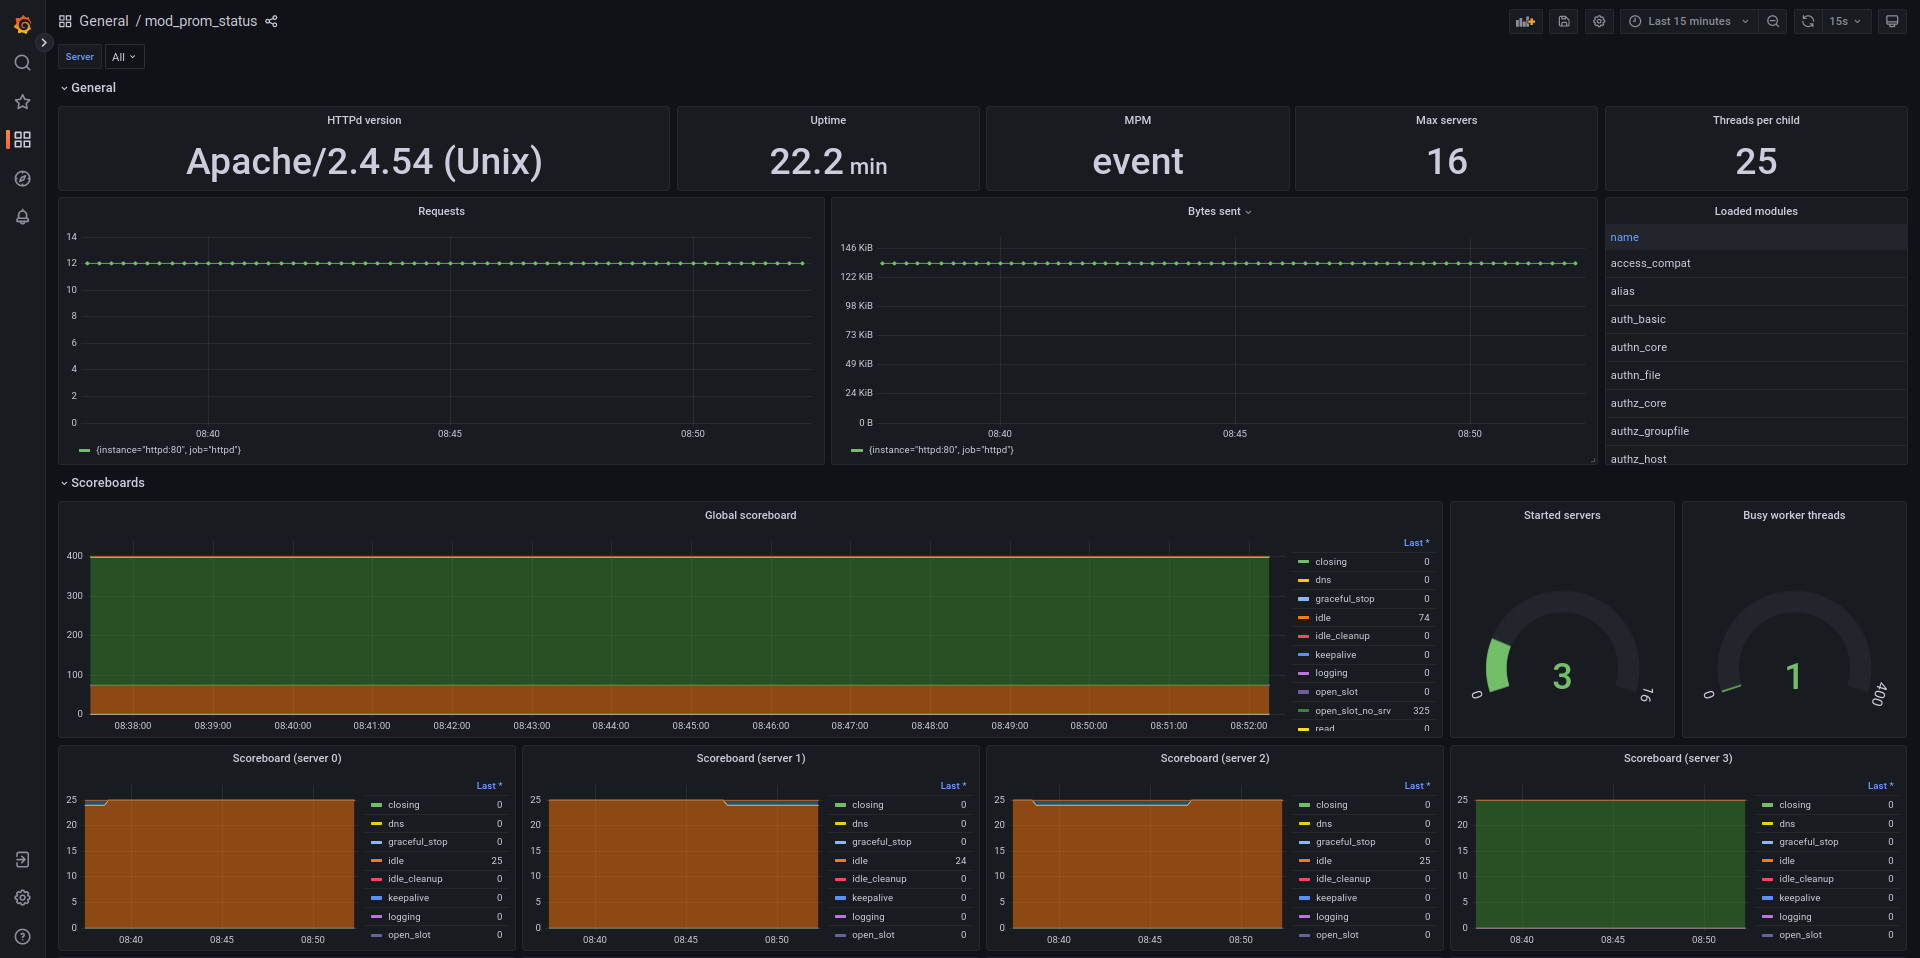 General / mod_prom_status
Last 15 minutes
15s
Server All
General
HTTPd version
Apache/2.4.54 (Unix)
Uptime
22.2 min
MPM
event
Max servers
16
Threads per child
25
Requests
14
12
10
8
6
4
2
0
08:40 08:45 08:50
{instance="httpd:80", job="httpd"}
Bytes sent
146 KiB
122 KiB
98 KiB
73 KiB
49 KiB
24 KiB
0 B
08:40 08:45 08:50
{instance="httpd:80", job="httpd"}
Loaded modules
name
access_compat
alias
auth_basic
authn_core
authn_file
authz_core
authz_groupfile
authz_host
Scoreboards
Global scoreboard
400
300
200
100
0
08:38:00 08:39:00 08:40:00 08:41:00 08:42:00 08:43:00 08:44:00 08:45:00 08:46:00 08:47:00 08:48:00 08:49:00 08:50:00 08:51:00 08:52:00
Last *
closing 0
dns 0
graceful_stop 0
idle 74
idle_cleanup 0
keepalive 0
logging 0
open_slot 0
open_slot_no_srv 325
read 0
Started servers
0 3 16
Busy worker threads
0 1 400
Scoreboard (server 0)
25
20
15
10
5
0
08:40 08:45 08:50
Last *
closing 0
dns 0
graceful_stop 0
idle 25
idle_cleanup 0
keepalive 0
logging 0
open_slot 0
Scoreboard (server 1)
25
20
15
10
5
0
08:40 08:45 08:50
Last *
closing 0
dns 0
graceful_stop 0
idle 24
idle_cleanup 0
keepalive 0
logging 0
open_slot 0
Scoreboard (server 2)
25
20
15
10
5
0
08:40 08:45 08:50
Last *
closing 0
dns 0
graceful_stop 0
idle 25
idle_cleanup 0
keepalive 0
logging 0
open_slot 0
Scoreboard (server 3)
25
20
15
10
5
0
08:40 08:45 08:50
Last *
closing 0
dns 0
graceful_stop 0
idle 0
idle_cleanup 0
keepalive 0
logging 0
open_slot 0